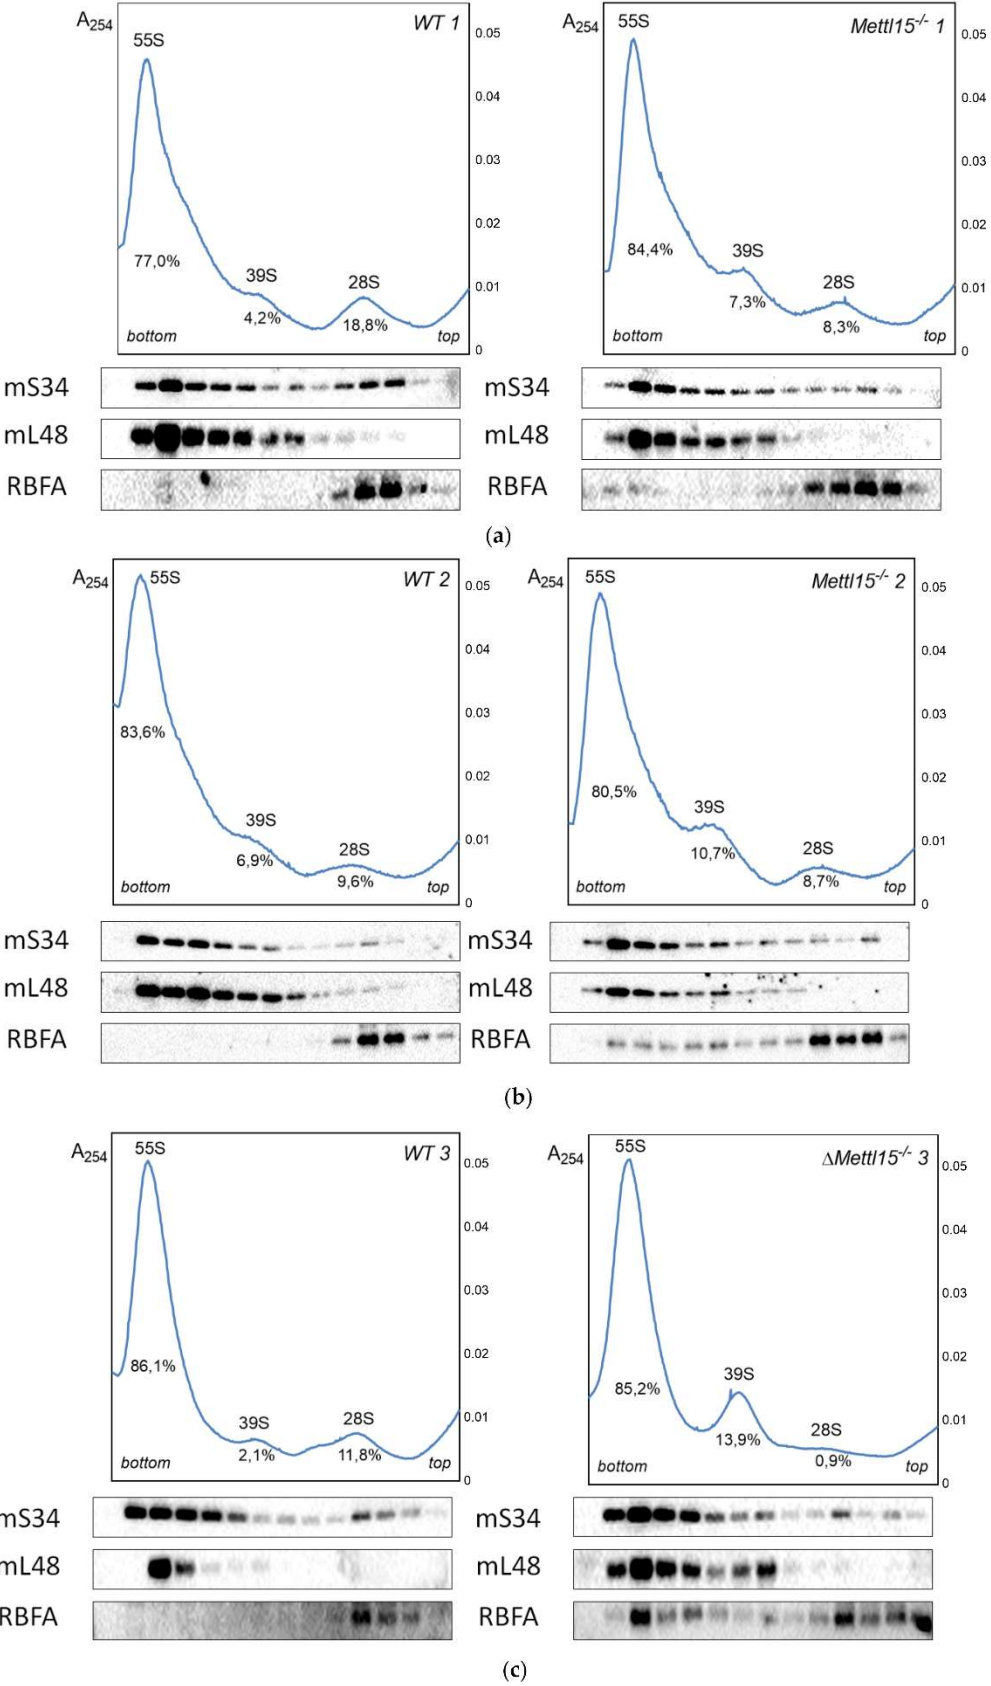 A254
55S
WT 1
77,0%
39S
4,2%
28S
18,8%
bottom
top
0.05
0.04
0.03
0.02
0.01
0
A254
55S
Mettl15-/- 1
84,4%
39S
7,3%
28S
8,3%
bottom
top
0.05
0.04
0.03
0.02
0.01
0
mS34
mL48
RBFA
mS34
mL48
RBFA
(a)
A254
55S
WT 2
83,6%
39S
6,9%
28S
9,6%
bottom
top
0.05
0.04
0.03
0.02
0.01
0
A254
55S
Mettl15-/- 2
80,5%
39S
10,7%
28S
8,7%
bottom
top
0.05
0.04
0.03
0.02
0.01
0
mS34
mL48
RBFA
mS34
mL48
RBFA
(b)
A254
55S
WT 3
86,1%
39S
2,1%
28S
11,8%
bottom
top
0.05
0.04
0.03
0.02
0.01
0
A254
55S
ΔMettl15-/- 3
85,2%
39S
13,9%
28S
0,9%
bottom
top
0.05
0.04
0.03
0.02
0.01
0
mS34
mL48
RBFA
mS34
mL48
RBFA
(c)